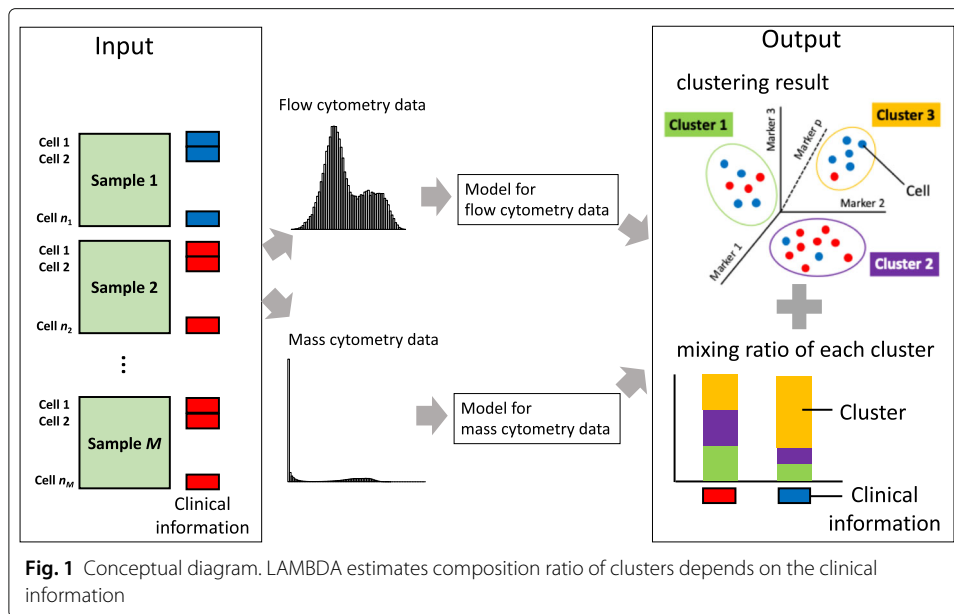 Input
Cell 1
Cell 2
Sample 1
Cell n1
Cell 1
Cell 2
Sample 2
Cell n2
⋮
Cell 1
Cell 2
Sample M
Cell nM
Clinical
information
Flow cytometry data
Model for
flow cytometry data
Mass cytometry data
Model for
mass cytometry data
Output
clustering result
Cluster 1
Marker 3
Marker p
Cluster 3
Cell
Marker 2
Marker 1
Cluster 2
mixing ratio of each cluster
Cluster
Clinical
information
Fig. 1 Conceptual diagram. LAMBDA estimates composition ratio of clusters depends on the clinical
information